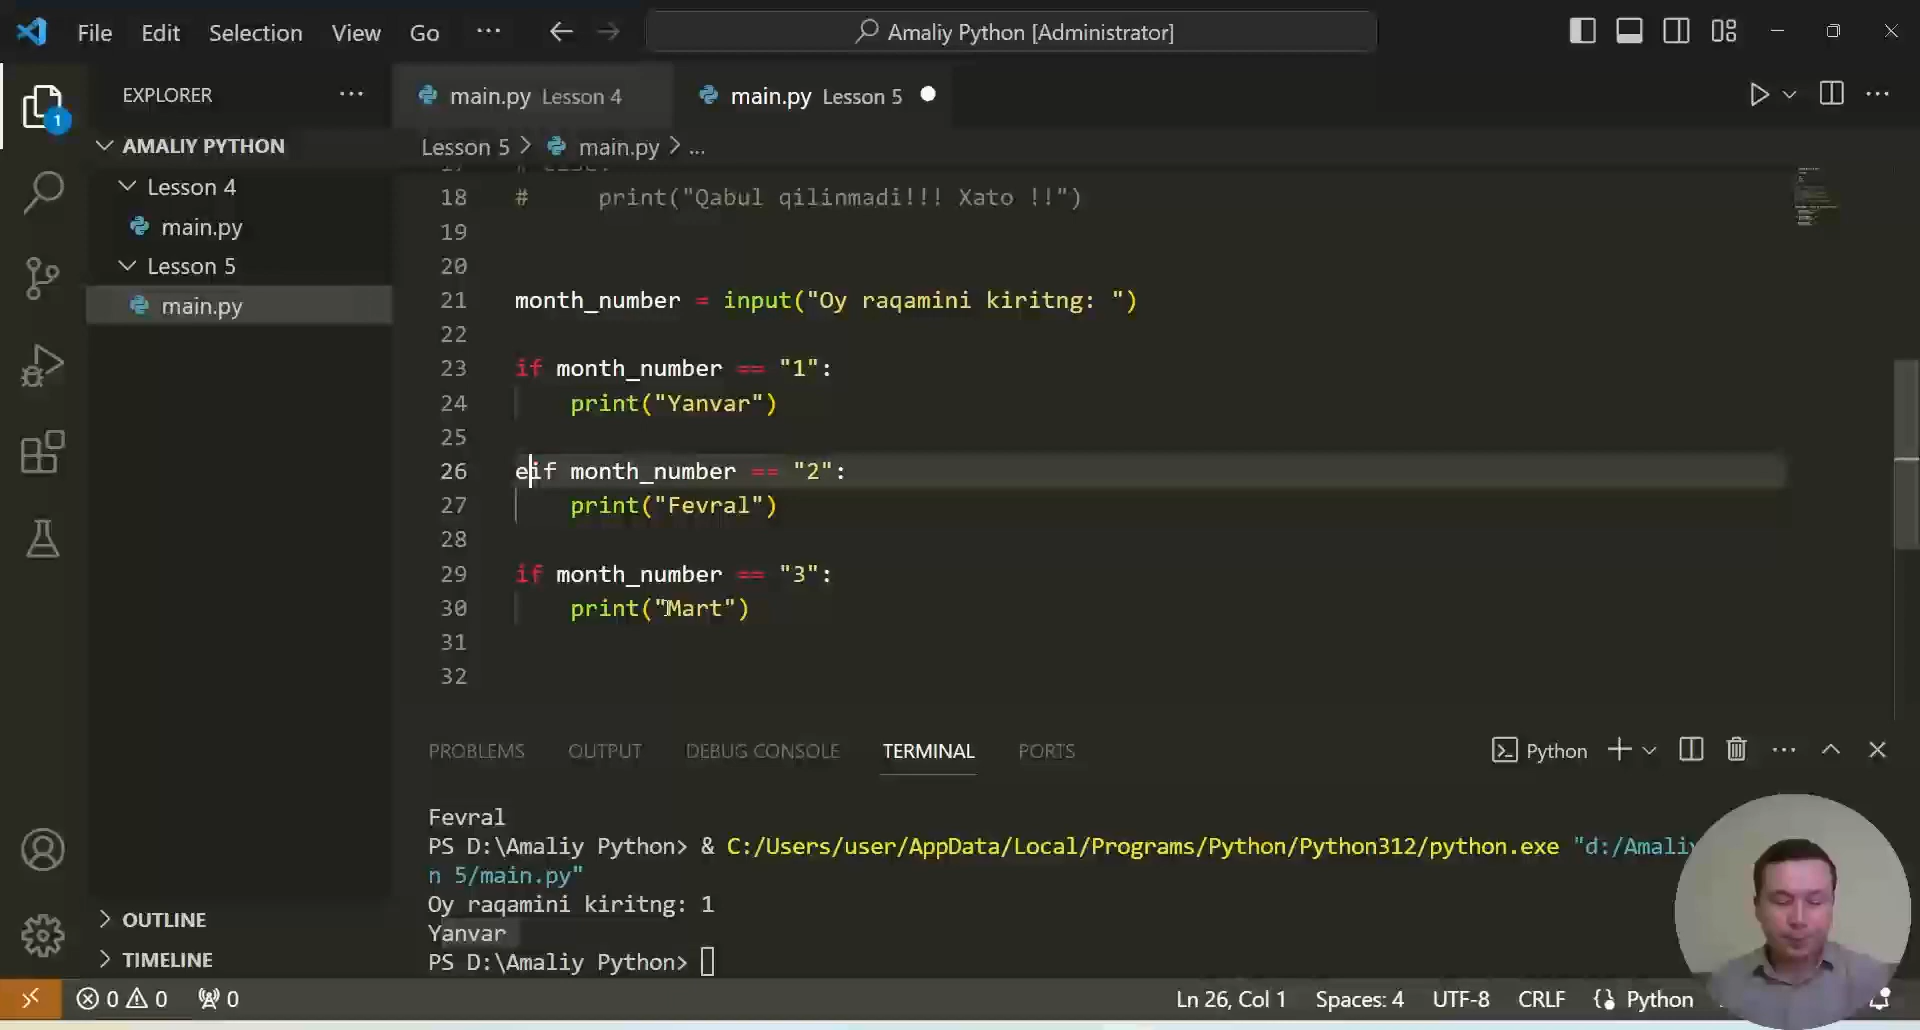 File Edit Selection View Go ··· Amaliy Python [Administrator]
EXPLORER ···
main.py Lesson 4 main.py Lesson 5
AMALIY PYTHON
Lesson 5 > main.py > ...
Lesson 4
main.py
Lesson 5
main.py
1
18 # print("Qabul qilinmadi!!! Xato !!")
19
20
21 month_number = input("Oy raqamini kiritng: ")
22
23 if month_number == "1":
24 print("Yanvar")
25
26 eif month_number == "2":
27 print("Fevral")
28
29 if month_number == "3":
30 print("Mart")
31
32
PROBLEMS OUTPUT DEBUG CONSOLE TERMINAL PORTS Python
Fevral
PS D:\Amaliy Python> & C:/Users/user/AppData/Local/Programs/Python/Python312/python.exe "d:/Amaliy
n 5/main.py"
Oy raqamini kiritng: 1
Yanvar
PS D:\Amaliy Python>
OUTLINE
TIMELINE
0 0 0 Ln 26, Col 1 Spaces: 4 UTF-8 CRLF Python